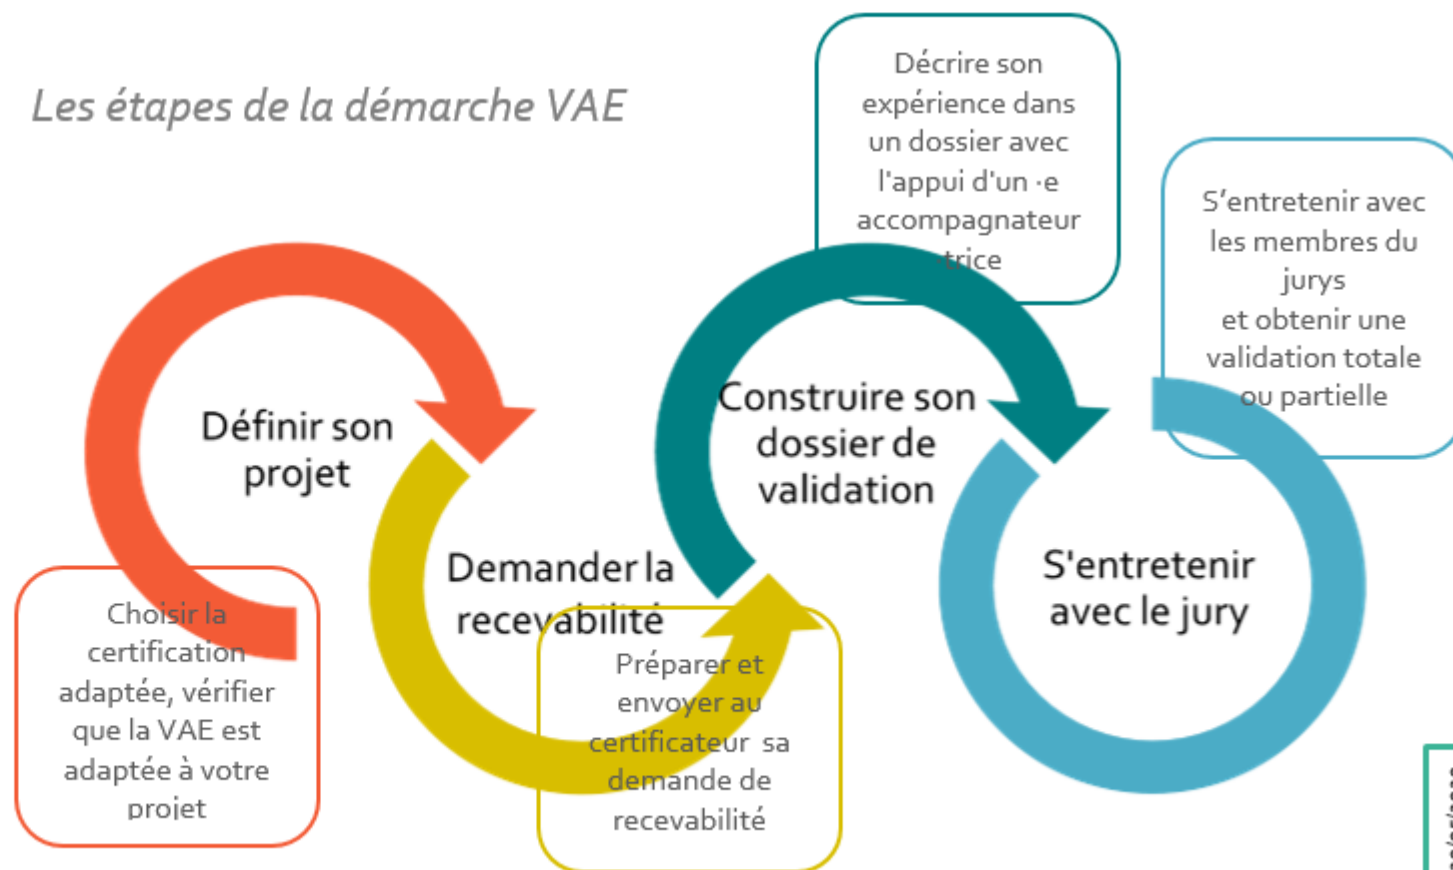 Les étapes de la démarche VAE
Définir son
projet
Choisir la
certification
adaptée, vérifier
que la VAE est
adaptée à votre
projet
Demander la
recevabilité
Préparer et
envoyer au
certificateur sa
demande de
recevabilité
Construire son
dossier de
validation
Décrire son
expérience dans
un dossier avec
l'appui d'un ·e
accompagnateur
trice
S'entretenir
avec le jury
S’entretenir avec
les membres du
jurys
et obtenir une
validation totale
ou partielle